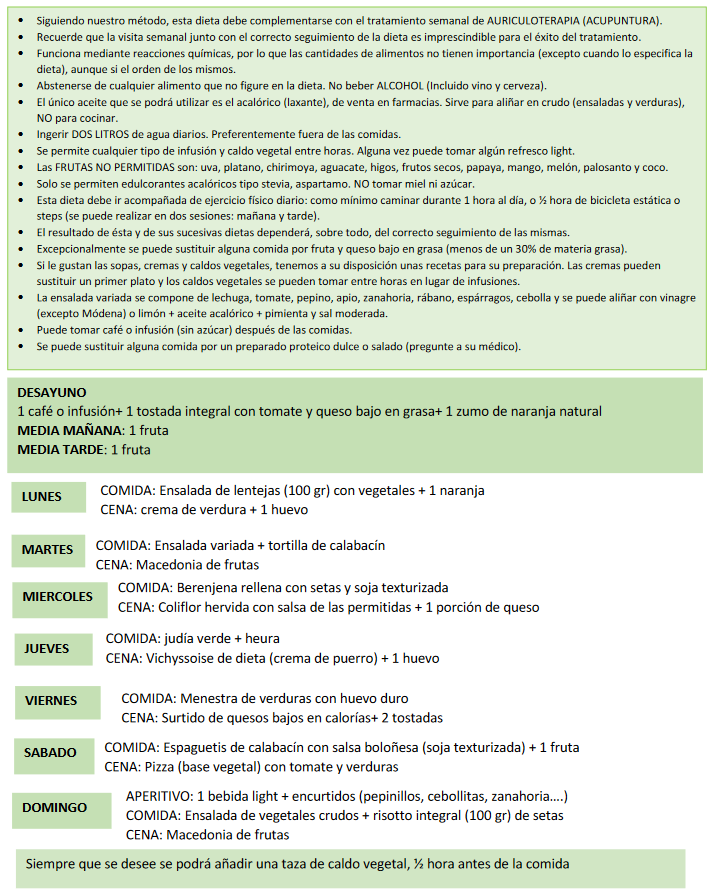 • Siguiendo nuestro método, esta dieta debe complementarse con el tratamiento semanal de AURICULOTERAPIA (ACUPUNTURA).
• Recuerde que la visita semanal junto con el correcto seguimiento de la dieta es imprescindible para el éxito del tratamiento.
• Funciona mediante reacciones químicas, por lo que las cantidades de alimentos no tienen importancia (excepto cuando lo especifica la
dieta), aunque si el orden de los mismos.
• Abstenerse de cualquier alimento que no figure en la dieta. No beber ALCOHOL (Incluido vino y cerveza).
• El único aceite que se podrá utilizar es el acalórico (laxante), de venta en farmacias. Sirve para aliñar en crudo (ensaladas y verduras),
NO para cocinar.
• Ingerir DOS LITROS de agua diarios. Preferentemente fuera de las comidas.
• Se permite cualquier tipo de infusión y caldo vegetal entre horas. Alguna vez puede tomar algún refresco light.
• Las FRUTAS NO PERMITIDAS son: uva, platano, chirimoya, aguacate, higos, frutos secos, papaya, mango, melón, palosanto y coco.
• Solo se permiten edulcorantes acalóricos tipo stevia, aspartamo. NO tomar miel ni azúcar.
• Esta dieta debe ir acompañada de ejercicio físico diario: como mínimo caminar durante 1 hora al día, o ½ hora de bicicleta estática o
steps (se puede realizar en dos sesiones: mañana y tarde).
• El resultado de ésta y de sus sucesivas dietas dependerá, sobre todo, del correcto seguimiento de las mismas.
• Excepcionalmente se puede sustituir alguna comida por fruta y queso bajo en grasa (menos de un 30% de materia grasa).
• Si le gustan las sopas, cremas y caldos vegetales, tenemos a su disposición unas recetas para su preparación. Las cremas pueden
sustituir un primer plato y los caldos vegetales se pueden tomar entre horas en lugar de infusiones.
• La ensalada variada se compone de lechuga, tomate, pepino, apio, zanahoria, rábano, espárragos, cebolla y se puede aliñar con vinagre
(excepto Módena) o limón + aceite acalórico + pimienta y sal moderada.
• Puede tomar café o infusión (sin azúcar) después de las comidas.
• Se puede sustituir alguna comida por un preparado proteico dulce o salado (pregunte a su médico).
DESAYUNO
1 café o infusión+ 1 tostada integral con tomate y queso bajo en grasa+ 1 zumo de naranja natural
MEDIA MAÑANA: 1 fruta
MEDIA TARDE: 1 fruta
LUNES
COMIDA: Ensalada de lentejas (100 gr) con vegetales + 1 naranja
CENA: crema de verdura + 1 huevo
MARTES
COMIDA: Ensalada variada + tortilla de calabacín
CENA: Macedonia de frutas
MIERCOLES
COMIDA: Berenjena rellena con setas y soja texturizada
CENA: Coliflor hervida con salsa de las permitidas + 1 porción de queso
JUEVES
COMIDA: judía verde + heura
CENA: Vichyssoise de dieta (crema de puerro) + 1 huevo
VIERNES
COMIDA: Menestra de verduras con huevo duro
CENA: Surtido de quesos bajos en calorías+ 2 tostadas
SABADO
COMIDA: Espaguetis de calabacín con salsa boloñesa (soja texturizada) + 1 fruta
CENA: Pizza (base vegetal) con tomate y verduras
DOMINGO
APERITIVO: 1 bebida light + encurtidos (pepinillos, cebollitas, zanahoria….)
COMIDA: Ensalada de vegetales crudos + risotto integral (100 gr) de setas
CENA: Macedonia de frutas
Siempre que se desee se podrá añadir una taza de caldo vegetal, ½ hora antes de la comida